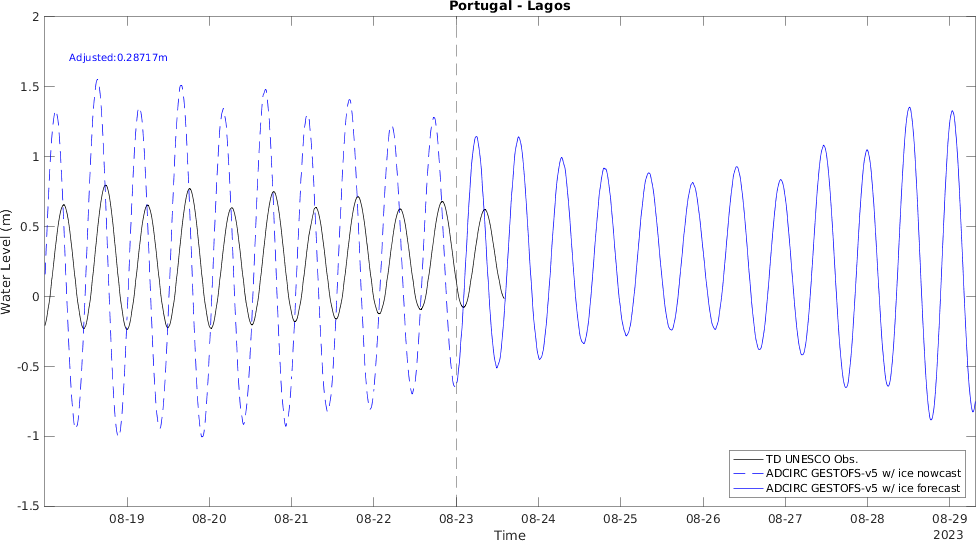 Portugal - Lagos
Adjusted:0.28717m
2
1.5
1
0.5
0
-0.5
-1
-1.5
Water Level (m)
TD UNESCO Obs.
ADCIRC GESTOFS-v5 w/ ice nowcast
ADCIRC GESTOFS-v5 w/ ice forecast
08-19 08-20 08-21 08-22 08-23 08-24 08-25 08-26 08-27 08-28 08-29
Time
2023